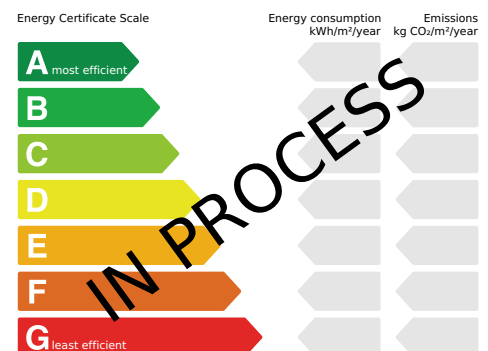 Energy Certificate Scale
Energy consumption
kWh/m²/year
Emissions
kg CO₂/m²/year
A most efficient
B
C
D
E
F
G least efficient
IN PROCESS